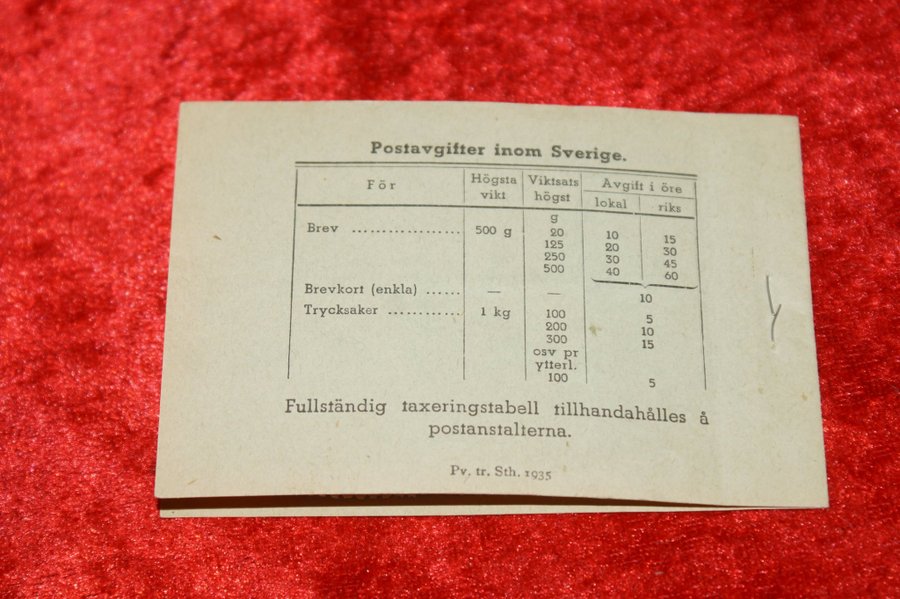 Postavgifter inom Sverige.
För Högsta vikt Viktsats högst Avgift i öre
lokal riks
g
Brev .................. 500 g 20 10 15
125 20 30
250 30 45
500 40 60
Brevkort (enkla) ...... — — 10
Trycksaker ............ 1 kg 100 5
200 10
300 15
osv pr
ytterl.
100 5
Fullständig taxeringstabell tillhandahålles å
postanstalterna.
Pv. tr. Sth. 1935